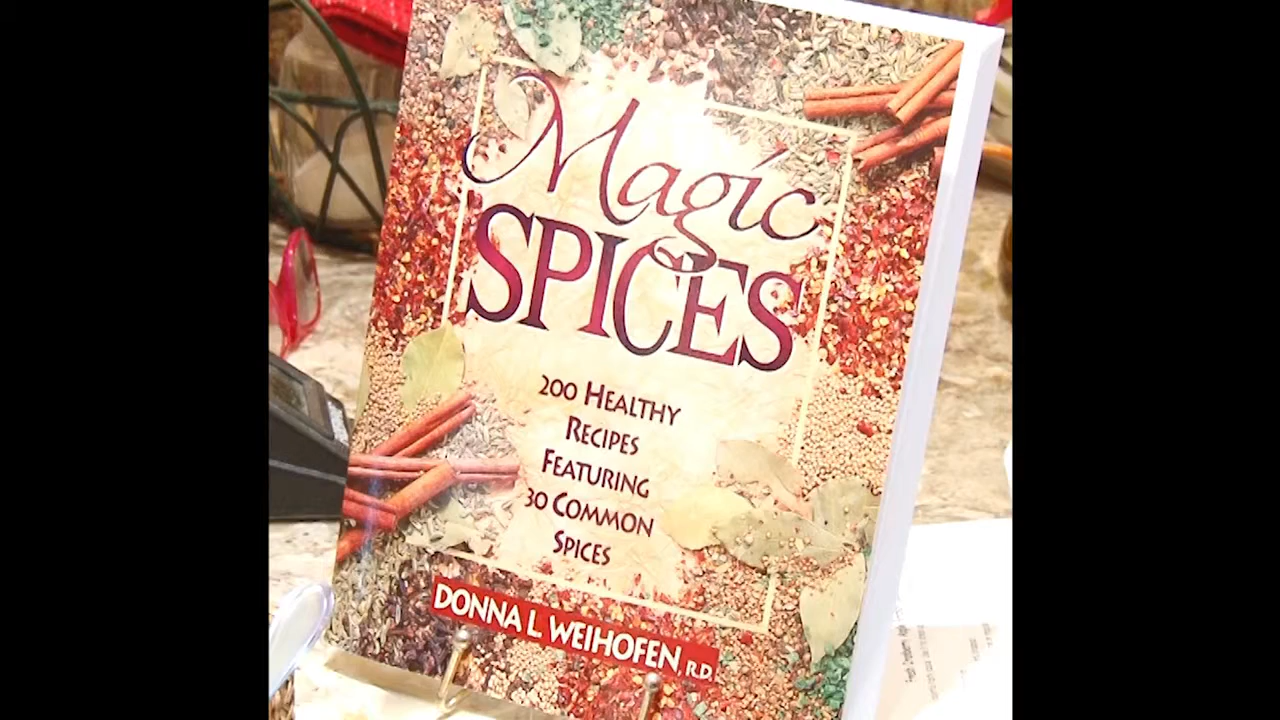 Magic
SPICES
200 HEALTHY
RECIPES
FEATURING
30 COMMON
SPICES
DONNA L WEIHOFEN R.D.